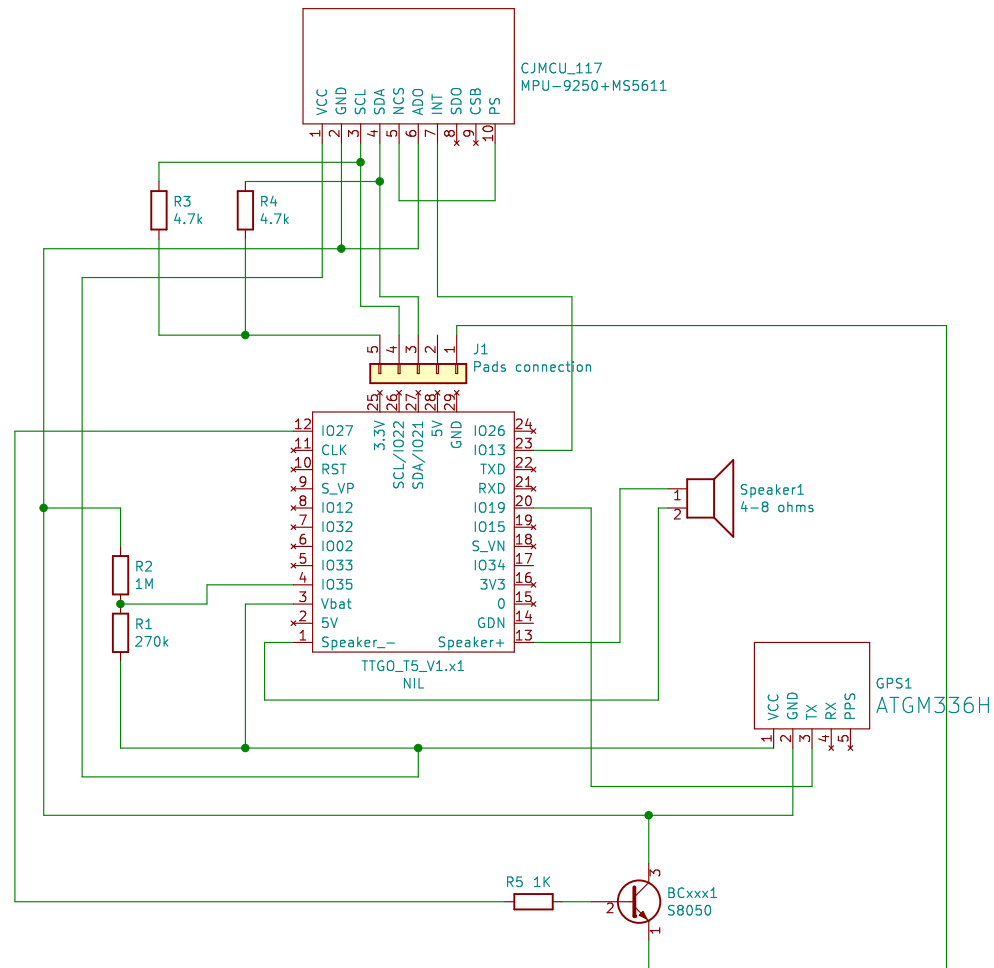 CJMCU_117
MPU-9250+MS5611
VCC
GND
SCL
SDA
NCS
ADO
INT
SDO
CSB
PS
1
2
3
4
5
6
7
8
9
10
R3
4.7k
R4
4.7k
J1
Pads connection
5
4
3
2
1
25
26
27
28
29
3.3V
SCL/IO22
SDA/IO21
5V
GND
12 IO27
11 CLK
10 RST
9 S_VP
8 IO12
7 IO32
6 IO02
5 IO33
4 IO35
3 Vbat
2 5V
1 Speaker_-
IO26 24
IO13 23
TXD 22
RXD 21
IO19 20
IO15 19
S_VN 18
IO34 17
3V3 16
0 15
GDN 14
Speaker+ 13
TTGO_T5_V1.x1
NIL
Speaker1
4-8 ohms
1
2
R2
1M
R1
270k
GPS1
ATGM336H
VCC
GND
TX
RX
PPS
1
2
3
4
5
R5 1K
BCxxx1
S8050
3
2
1